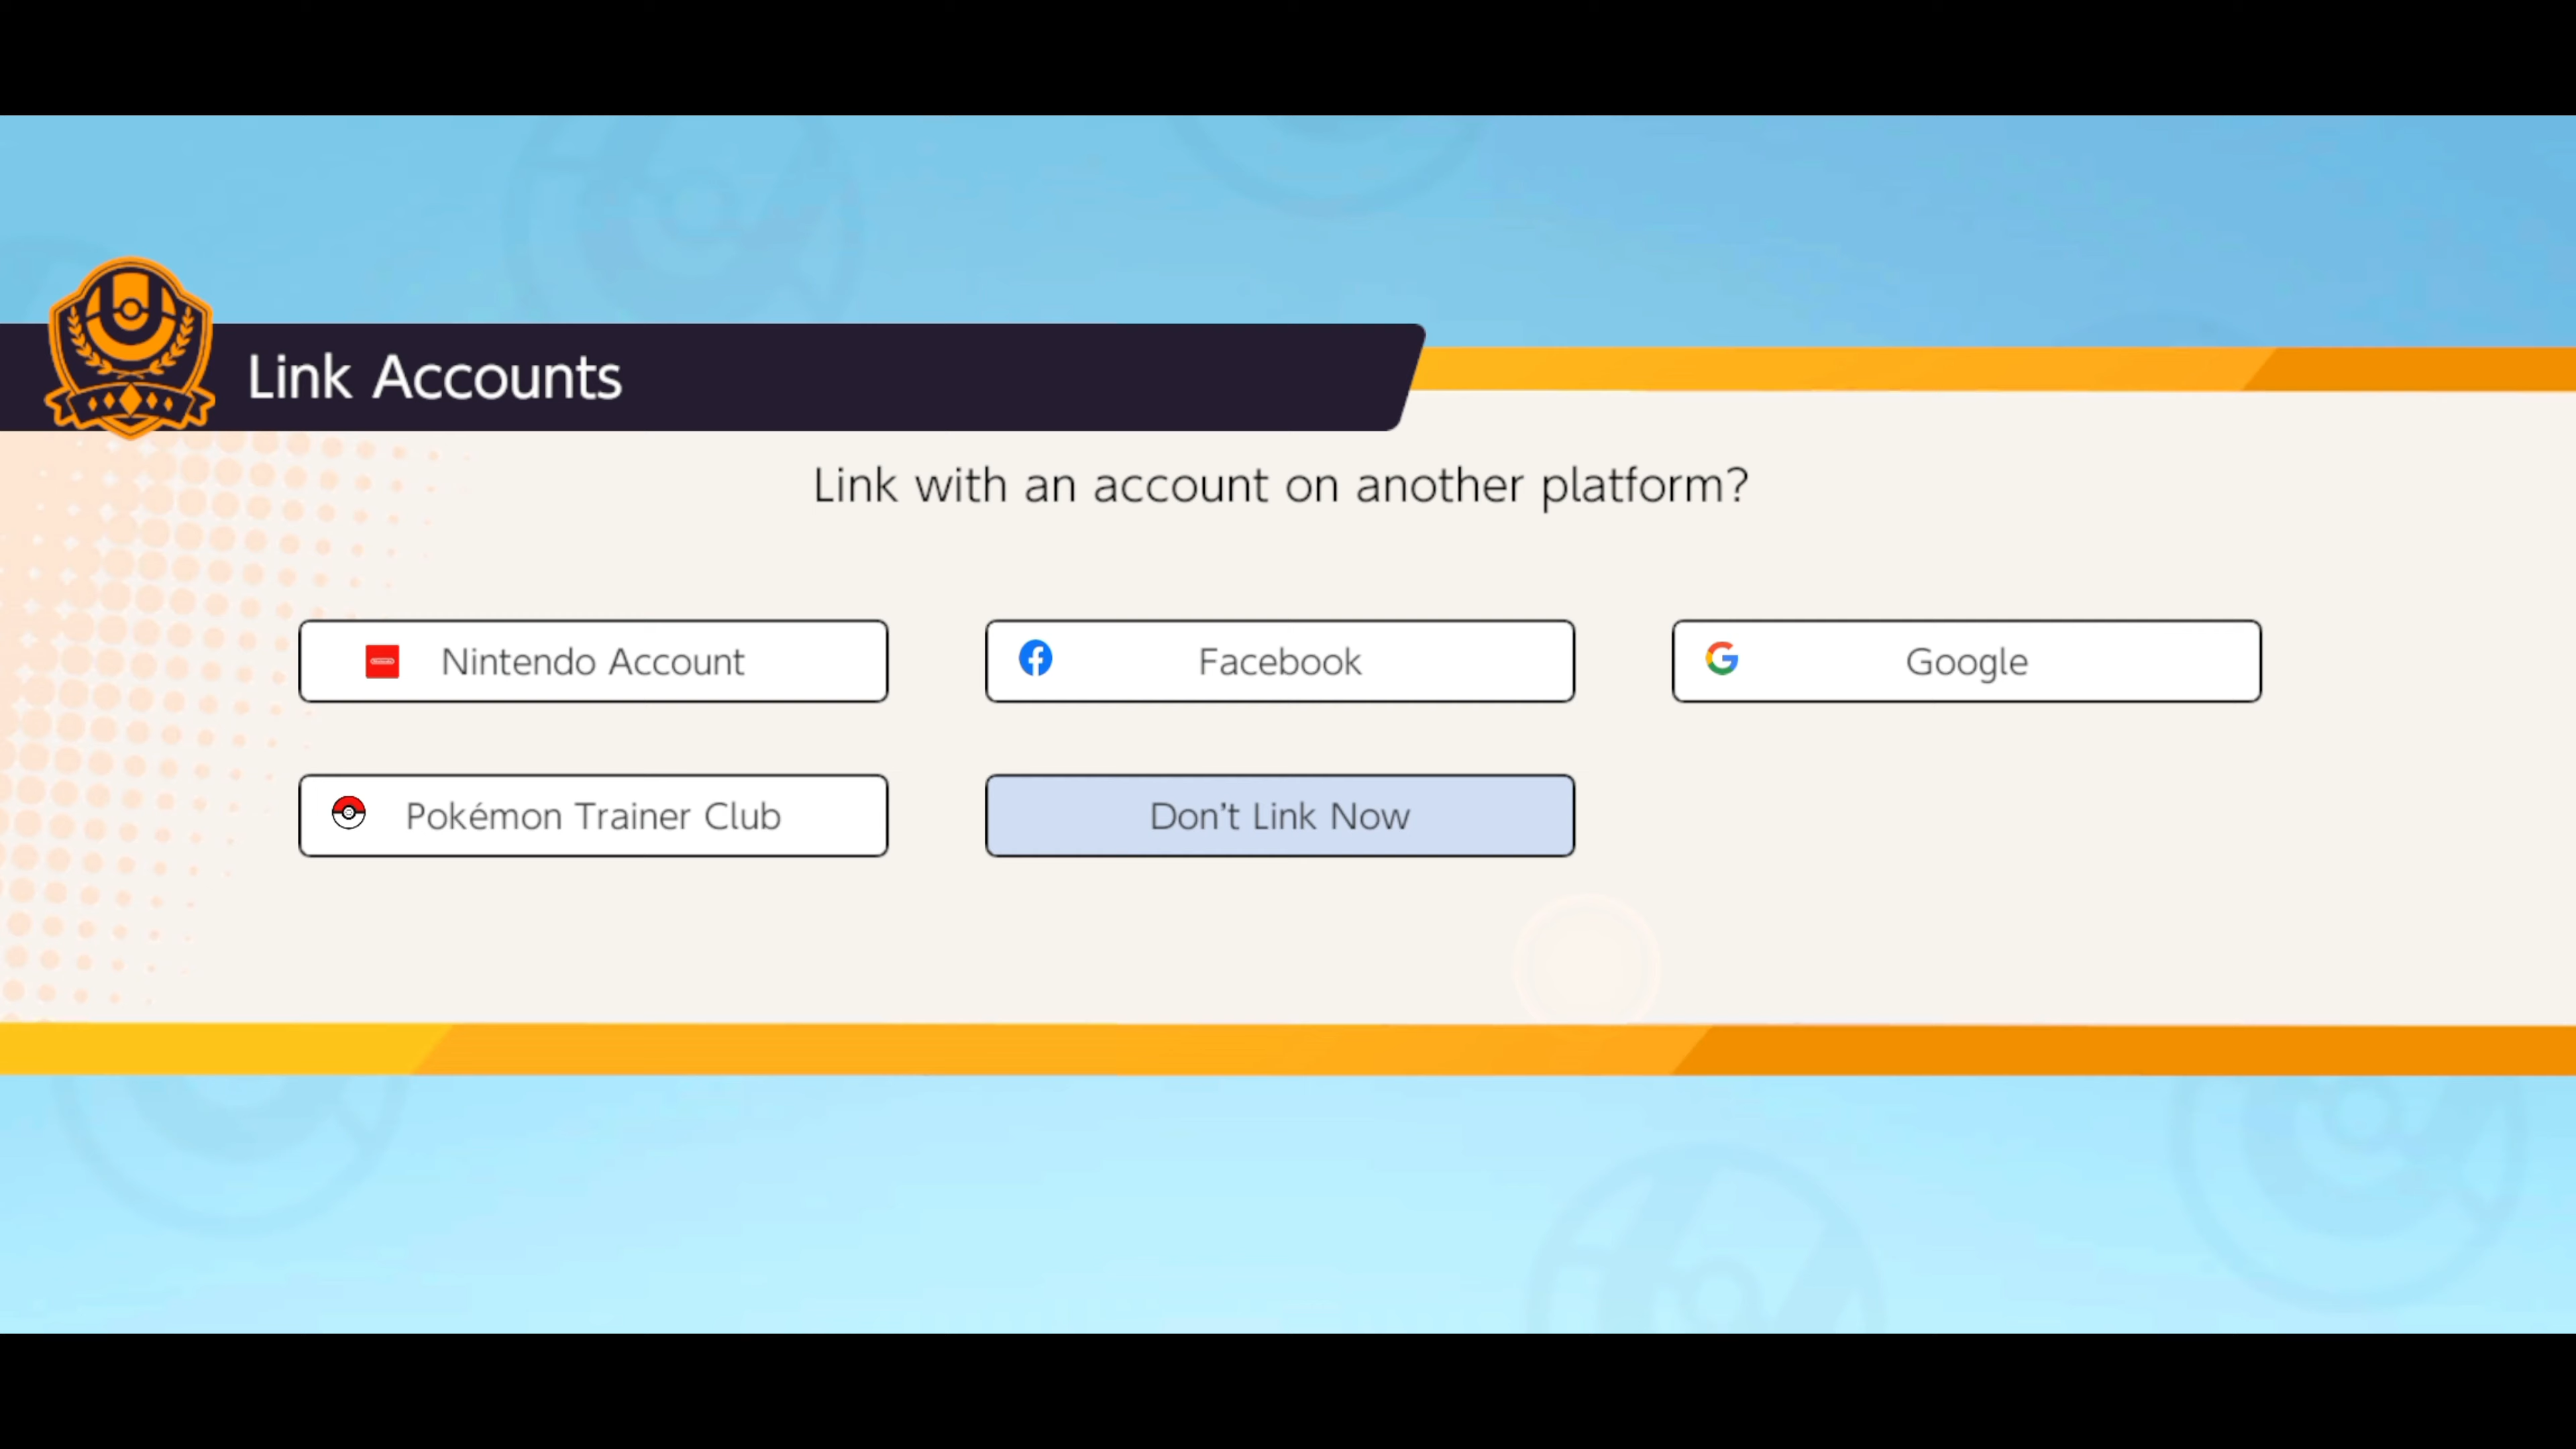 Link Accounts
Link with an account on another platform?
Nintendo Account
Facebook
Google
Pokémon Trainer Club
Don't Link Now